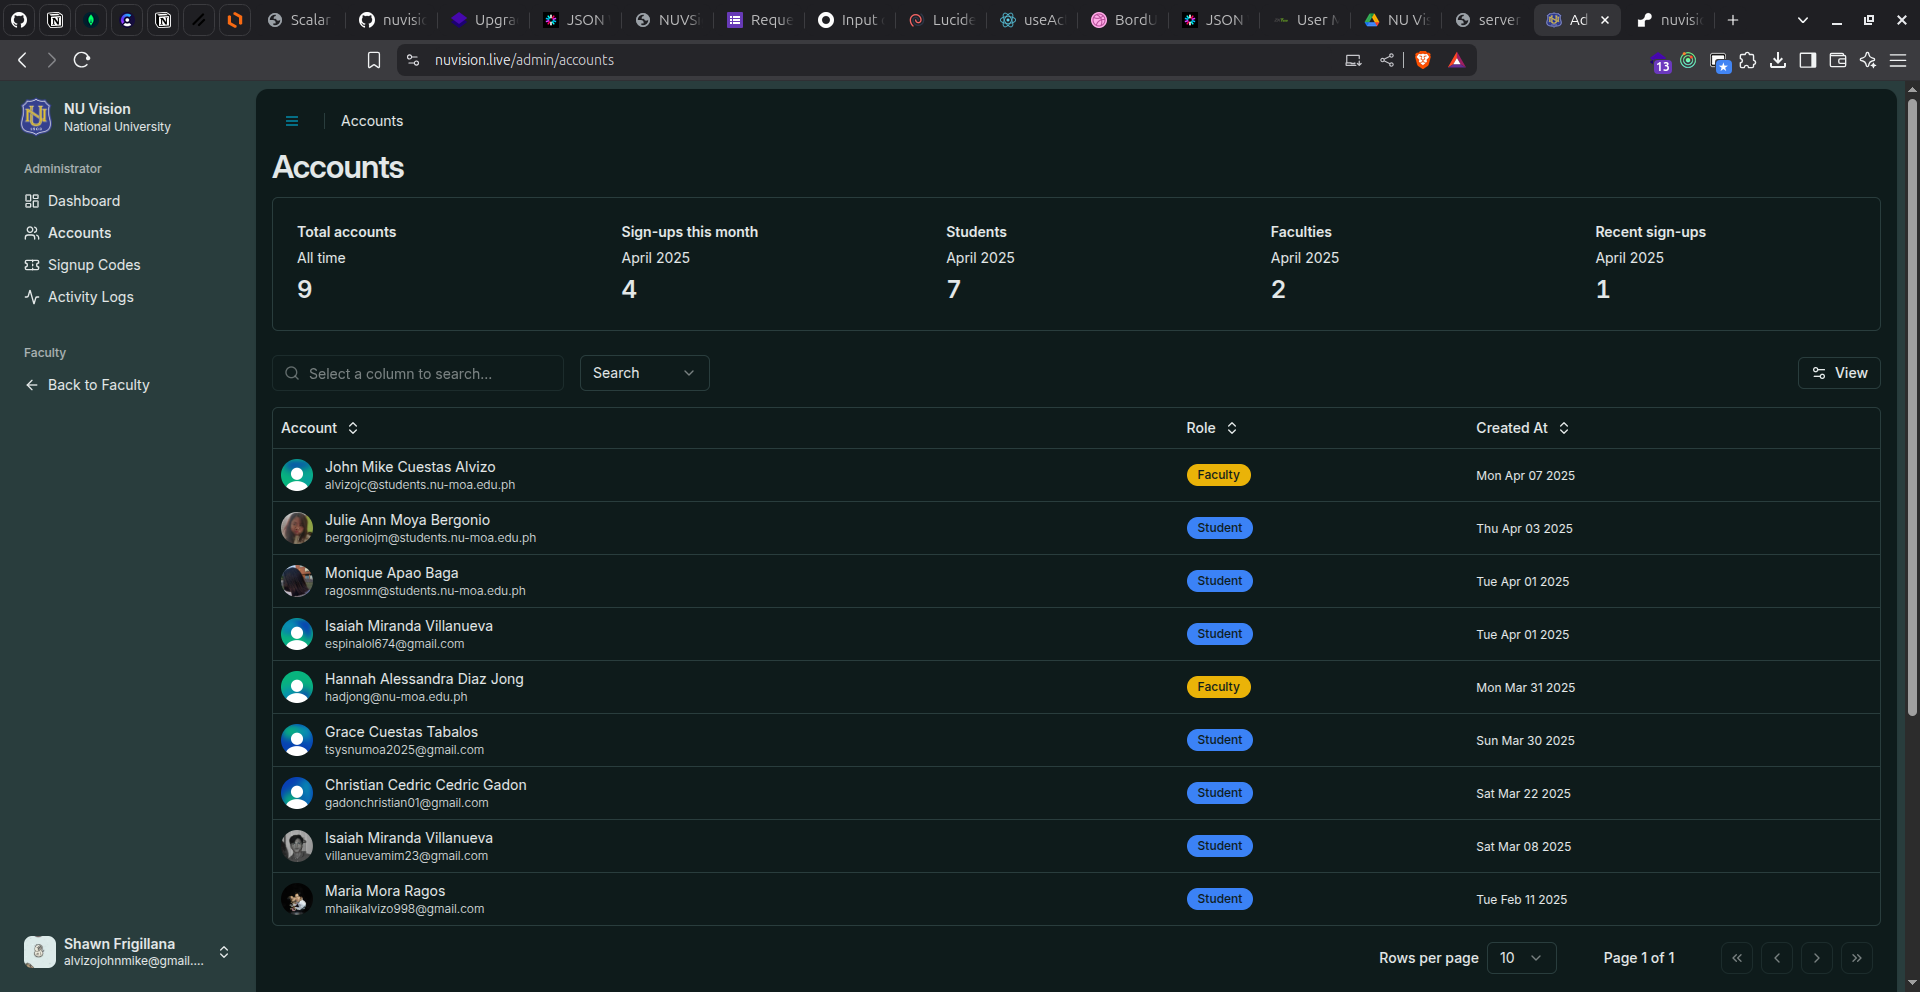 Scalar
nuvisi
Upgra
JSON
NUVSi
Reque
Input
Lucide
useAc
BordU
JSON
User M
NU Vi
server
Ad
nuvisi
nuvision.live/admin/accounts
13
NU Vision
National University
Administrator
Dashboard
Accounts
Signup Codes
Activity Logs
Faculty
Back to Faculty
Shawn Frigillana
alvizojohnmike@gmail....
Accounts
Accounts
Total accounts
All time
9
Sign-ups this month
April 2025
4
Students
April 2025
7
Faculties
April 2025
2
Recent sign-ups
April 2025
1
Select a column to search...
Search
View
Account Role Created At
John Mike Cuestas Alvizo
alvizojc@students.nu-moa.edu.ph
Faculty
Mon Apr 07 2025
Julie Ann Moya Bergonio
bergoniojm@students.nu-moa.edu.ph
Student
Thu Apr 03 2025
Monique Apao Baga
ragosmm@students.nu-moa.edu.ph
Student
Tue Apr 01 2025
Isaiah Miranda Villanueva
espinalol674@gmail.com
Student
Tue Apr 01 2025
Hannah Alessandra Diaz Jong
hadjong@nu-moa.edu.ph
Faculty
Mon Mar 31 2025
Grace Cuestas Tabalos
tsysnumoa2025@gmail.com
Student
Sun Mar 30 2025
Christian Cedric Cedric Gadon
gadonchristian01@gmail.com
Student
Sat Mar 22 2025
Isaiah Miranda Villanueva
villanuevamim23@gmail.com
Student
Sat Mar 08 2025
Maria Mora Ragos
mhaiikalvizo998@gmail.com
Student
Tue Feb 11 2025
Rows per page 10 Page 1 of 1